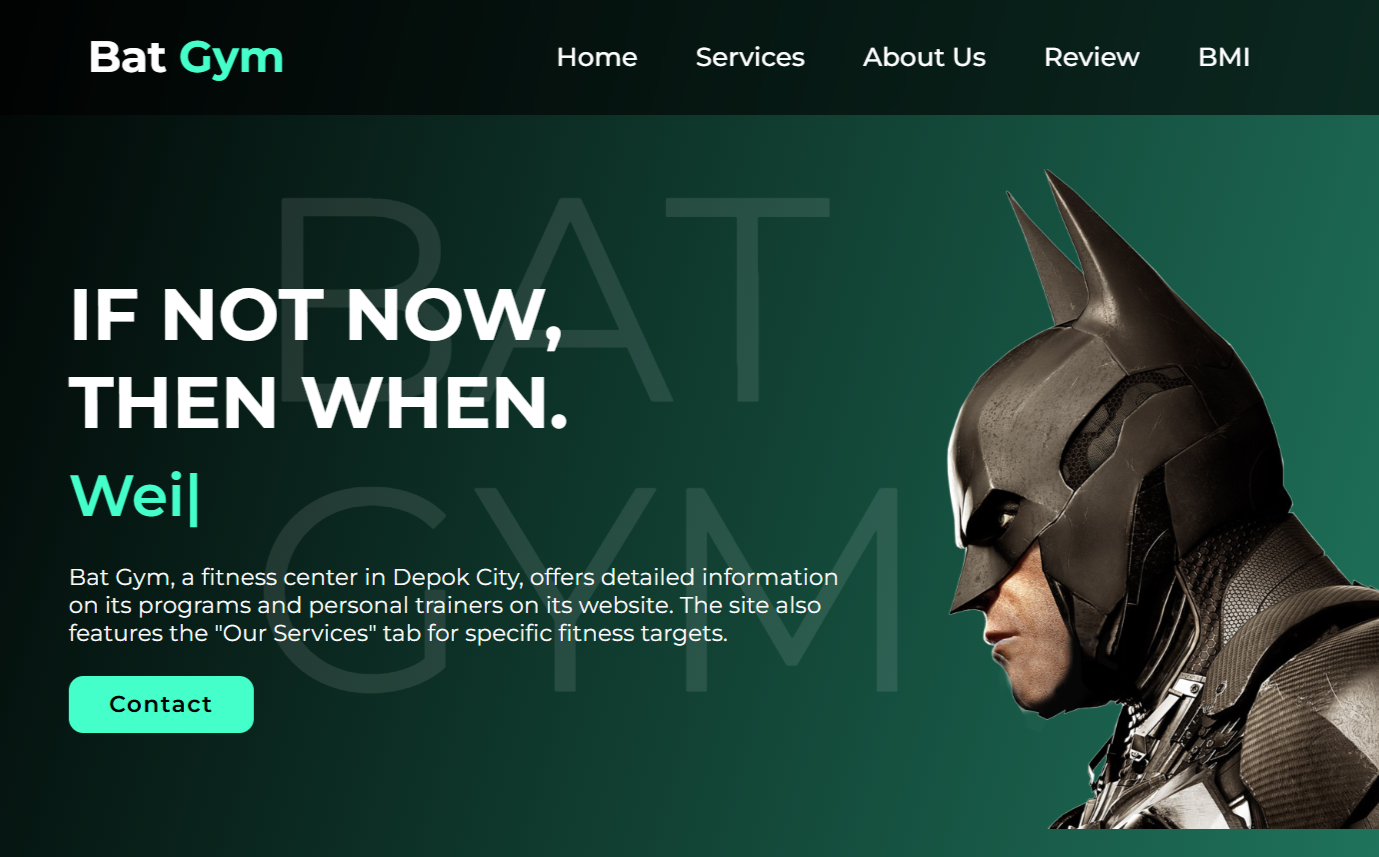 Bat Gym
Home Services About Us Review BMI
BAT
GYM
IF NOT NOW,
THEN WHEN.
Wei|
Bat Gym, a fitness center in Depok City, offers detailed information
on its programs and personal trainers on its website. The site also
features the "Our Services" tab for specific fitness targets.
Contact